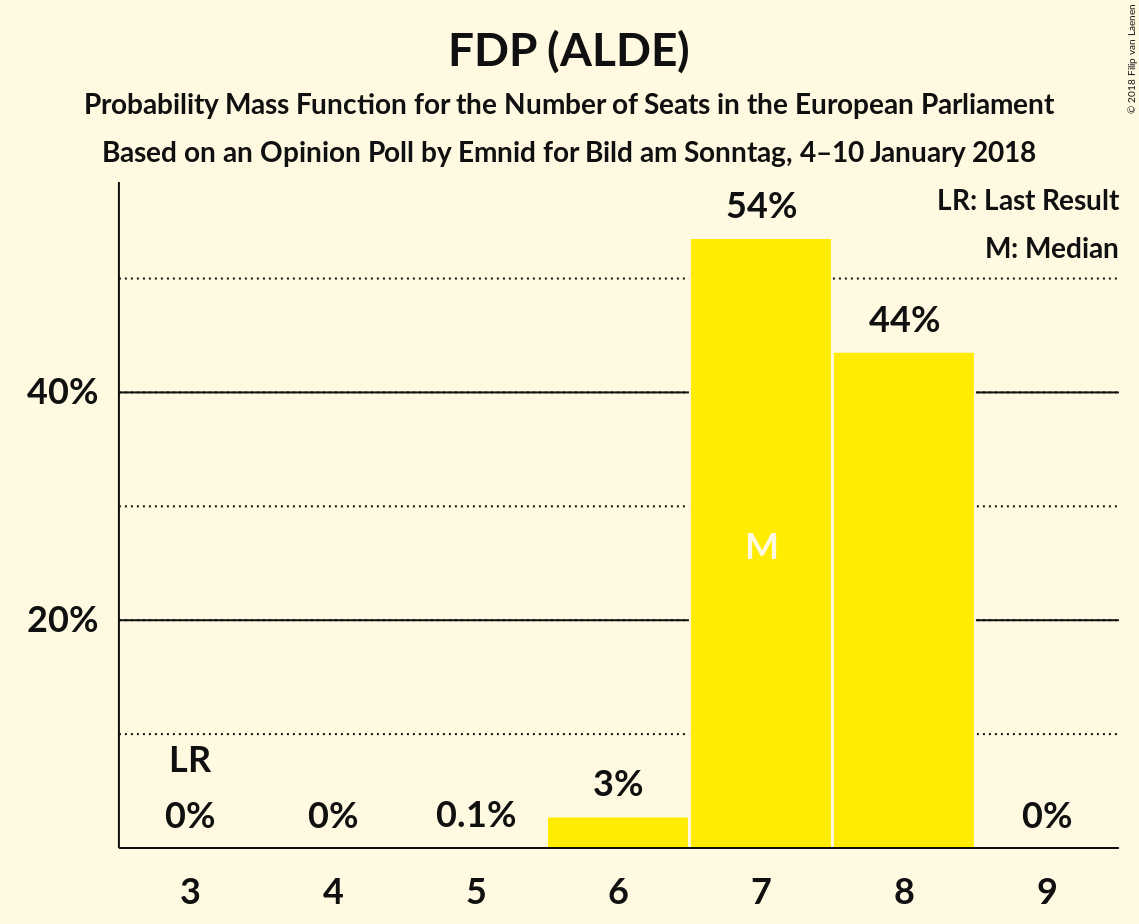 FDP (ALDE)
Probability Mass Function for the Number of Seats in the European Parliament
Based on an Opinion Poll by Emnid for Bild am Sonntag, 4–10 January 2018
© 2018 Filip van Laenen
LR: Last Result
M: Median
54%
44%
40%
M
20%
LR
3%
0%
0%
0.1%
0%
3
4
5
6
7
8
9